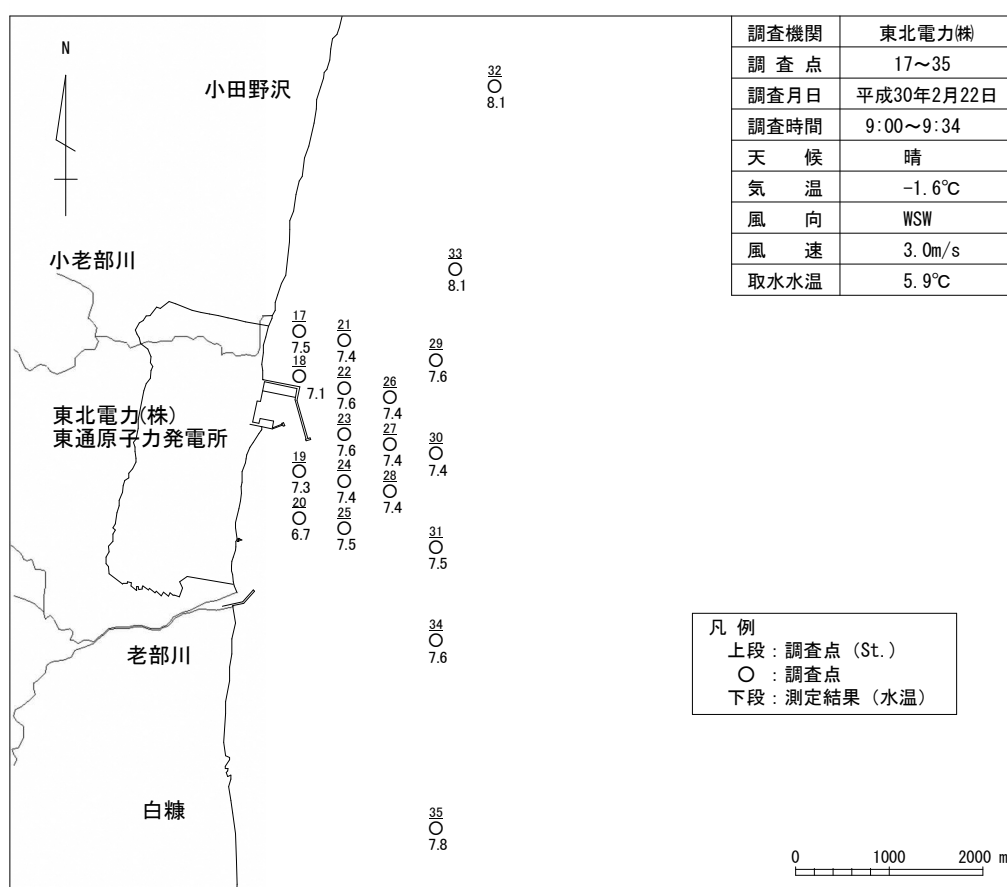 N
小田野沢
小老部川
東北電力(株)
東通原子力発電所
老部川
白糠
調査機関 東北電力㈱
調査点 17～35
調査月日 平成30年2月22日
調査時間 9:00～9:34
天候 晴
気温 -1.6℃
風向 WSW
風速 3.0m/s
取水水温 5.9℃
32
8.1
33
8.1
17
7.5
18
7.1
21
7.4
22
7.6
23
7.6
24
7.4
25
7.5
19
7.3
20
6.7
26
7.4
27
7.4
28
7.4
29
7.6
30
7.4
31
7.5
34
7.6
35
7.8
凡 例
上段：調査点（St.）
○ ：調査点
下段：測定結果（水温）
0 1000 2000 m